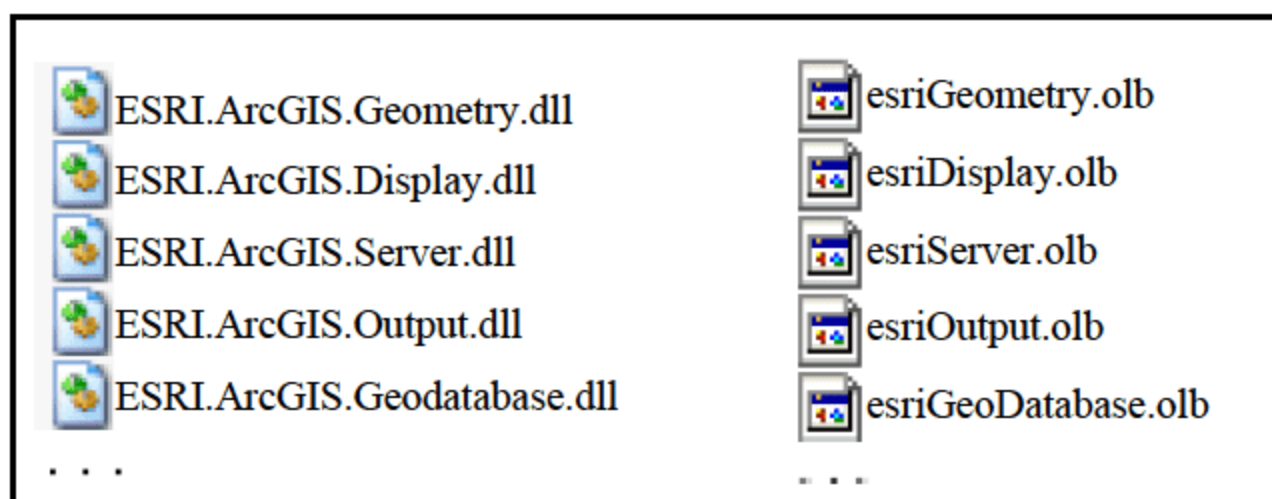 ESRI.ArcGIS.Geometry.dll
ESRI.ArcGIS.Display.dll
ESRI.ArcGIS.Server.dll
ESRI.ArcGIS.Output.dll
ESRI.ArcGIS.Geodatabase.dll
. . .
esriGeometry.olb
esriDisplay.olb
esriServer.olb
esriOutput.olb
esriGeoDatabase.olb
. . .